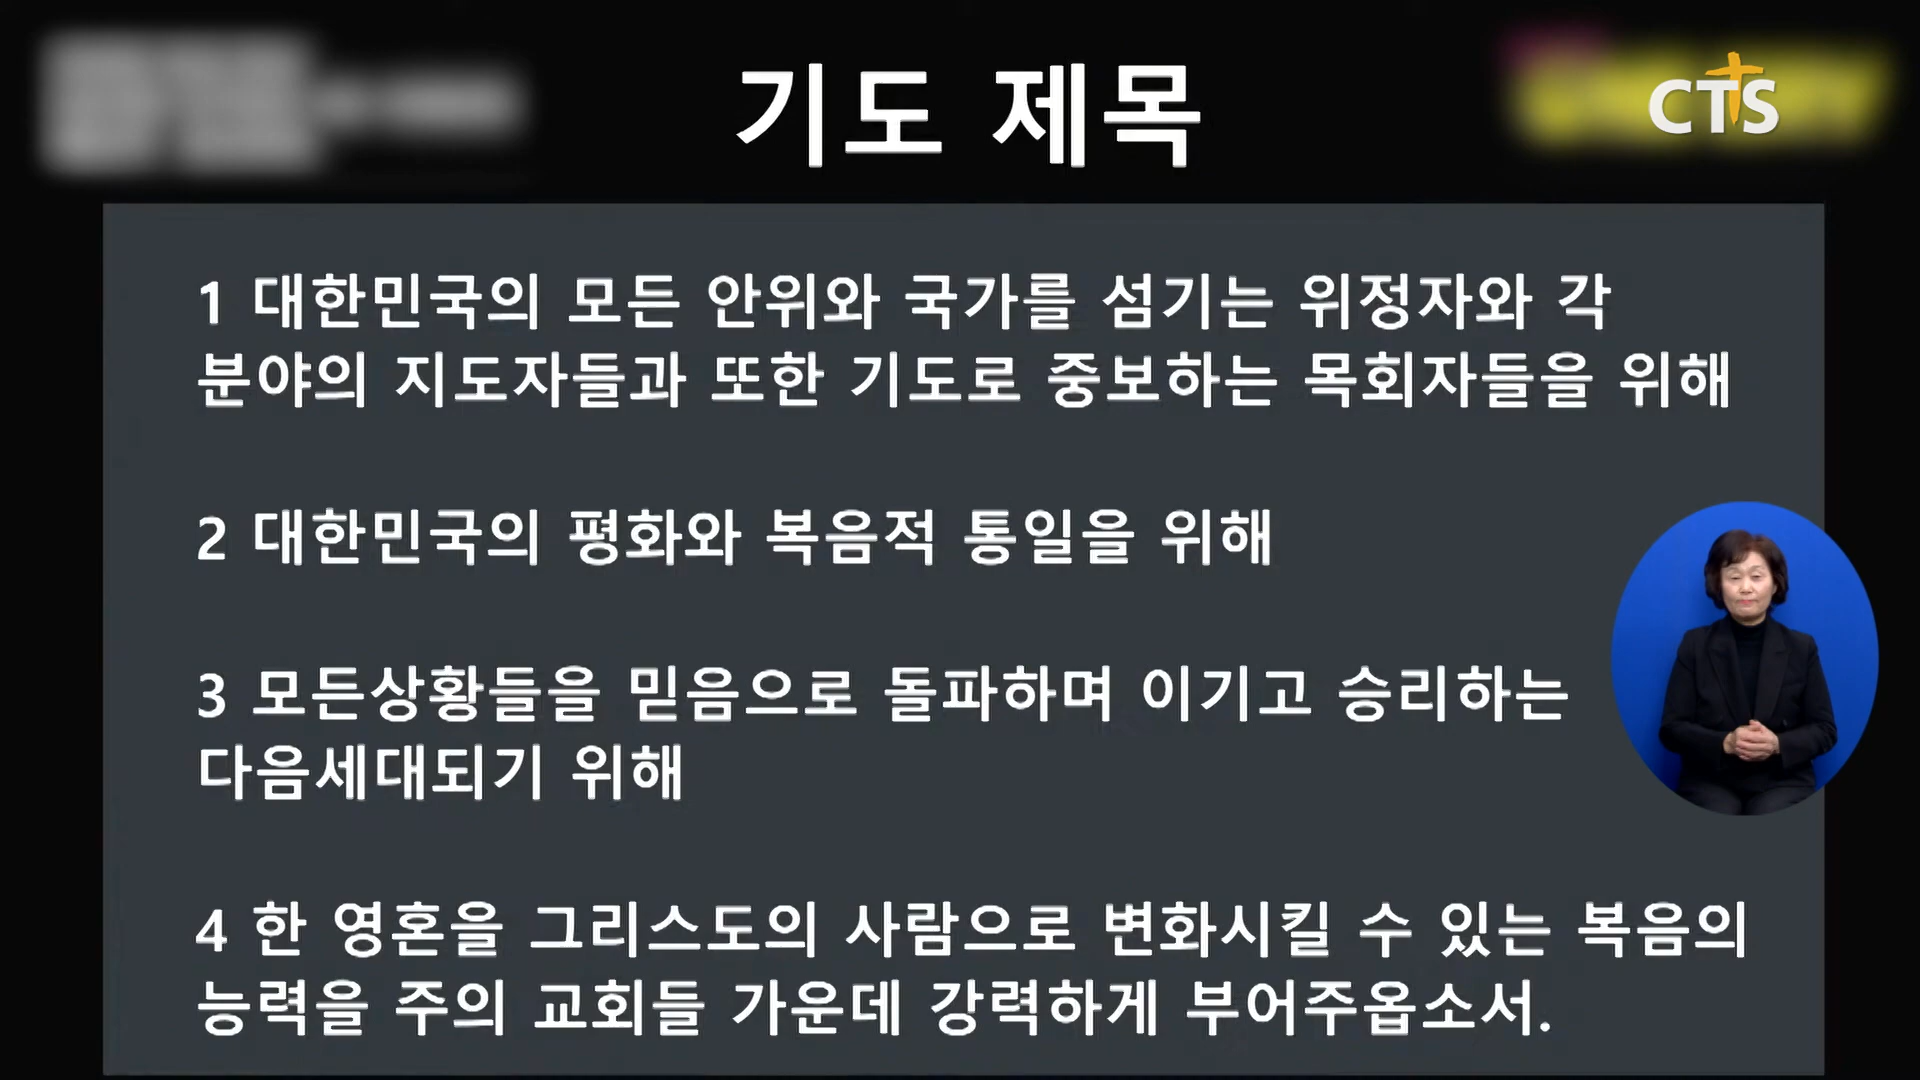 기도 제목
CTS
1 대한민국의 모든 안위와 국가를 섬기는 위정자와 각
분야의 지도자들과 또한 기도로 중보하는 목회자들을 위해
2 대한민국의 평화와 복음적 통일을 위해
3 모든상황들을 믿음으로 돌파하며 이기고 승리하는
다음세대되기 위해
4 한 영혼을 그리스도의 사람으로 변화시킬 수 있는 복음의
능력을 주의 교회들 가운데 강력하게 부어주옵소서.